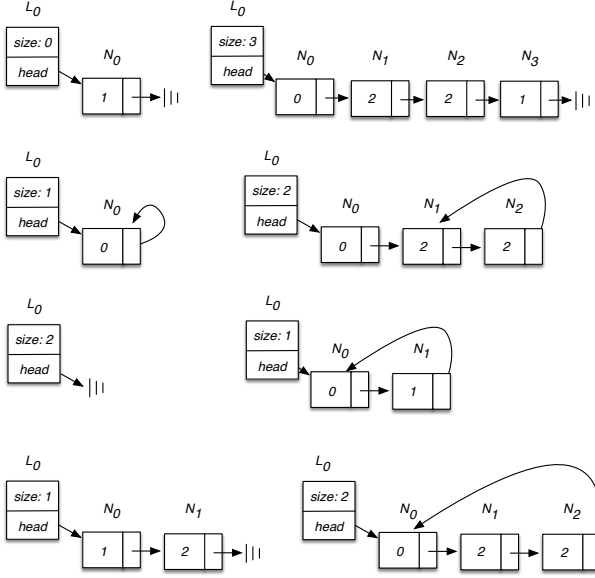 L0
size: 0
head
N0
1
L0
size: 3
head
N0 N1 N2 N3
0 2 2 1
L0
size: 1
head
N0
0
L0
size: 2
head
N0 N1 N2
0 2 2
L0
size: 2
head
L0
size: 1
head
N0 N1
0 1
L0
size: 1
head
N0 N1
1 2
L0
size: 2
head
N0 N1 N2
0 2 2